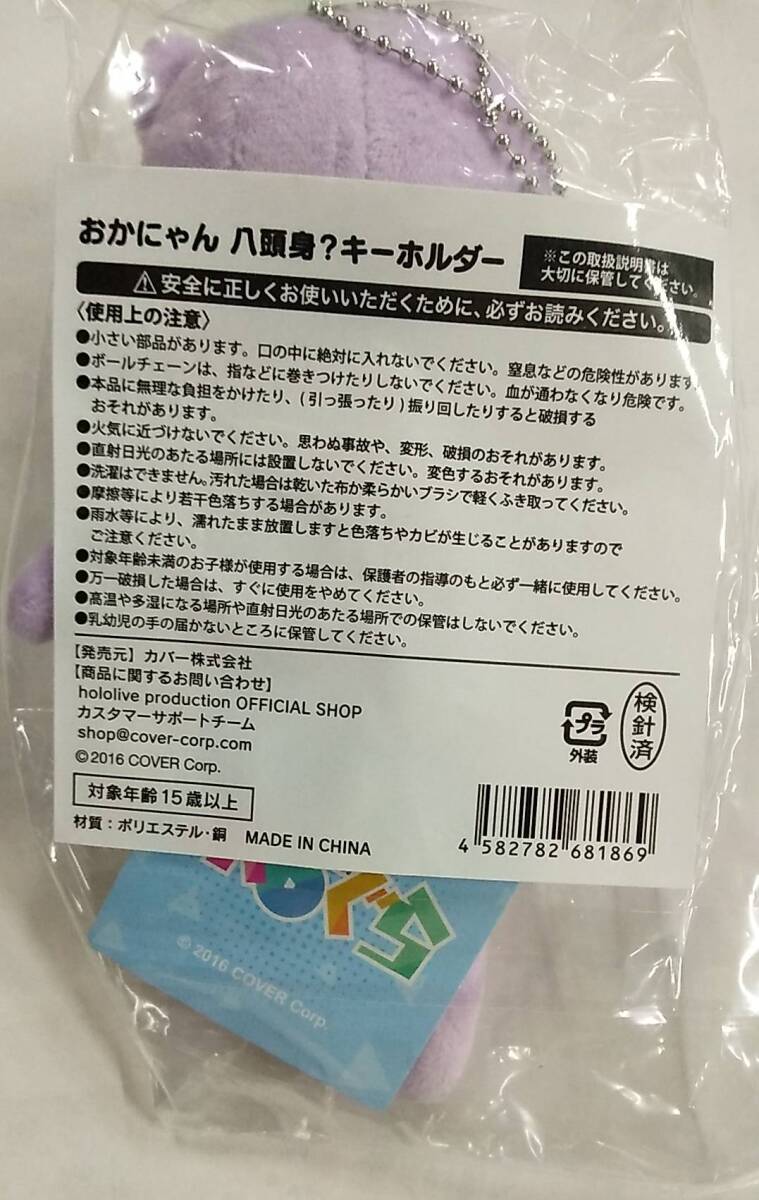 おかにゃん 八頭身?キーホルダー
※この取扱説明書は
大切に保管してください。
安全に正しくお使いいただくために、必ずお読みください。
〈使用上の注意〉
●小さい部品があります。口の中に絶対に入れないでください。窒息などの危険性があります。
●ボールチェーンは、指などに巻きつけたりしないでください。血が通わなくなり危険です。
●本品に無理な負担をかけたり、(引っ張ったり)振り回したりすると破損する
おそれがあります。
●火気に近づけないでください。思わぬ事故や、変形、破損のおそれがあります。
●直射日光のあたる場所には設置しないでください。変色するおそれがあります。
●洗濯はできません。汚れた場合は乾いた布か柔らかいブラシで軽くふき取ってください。
●摩擦等により若干色落ちする場合があります。
●雨水等により、濡れたまま放置しますと色落ちやカビが生じることがありますので
ご注意ください。
●対象年齢未満のお子様が使用する場合は、保護者の指導のもと必ず一緒に使用してください。
●万一破損した場合は、すぐに使用をやめてください。
●高温や多湿になる場所や直射日光のあたる場所での保管はしないでください。
●乳幼児の手の届かないところに保管してください。
【発売元】カバー株式会社
【商品に関するお問い合わせ】
hololive production OFFICIAL SHOP
カスタマーサポートチーム
shop@cover-corp.com
©2016 COVER Corp.
プラ
外装
検針済
対象年齢15歳以上
材質:ポリエステル・銅 MADE IN CHINA
4 582782 681869
© 2016 COVER Corp.